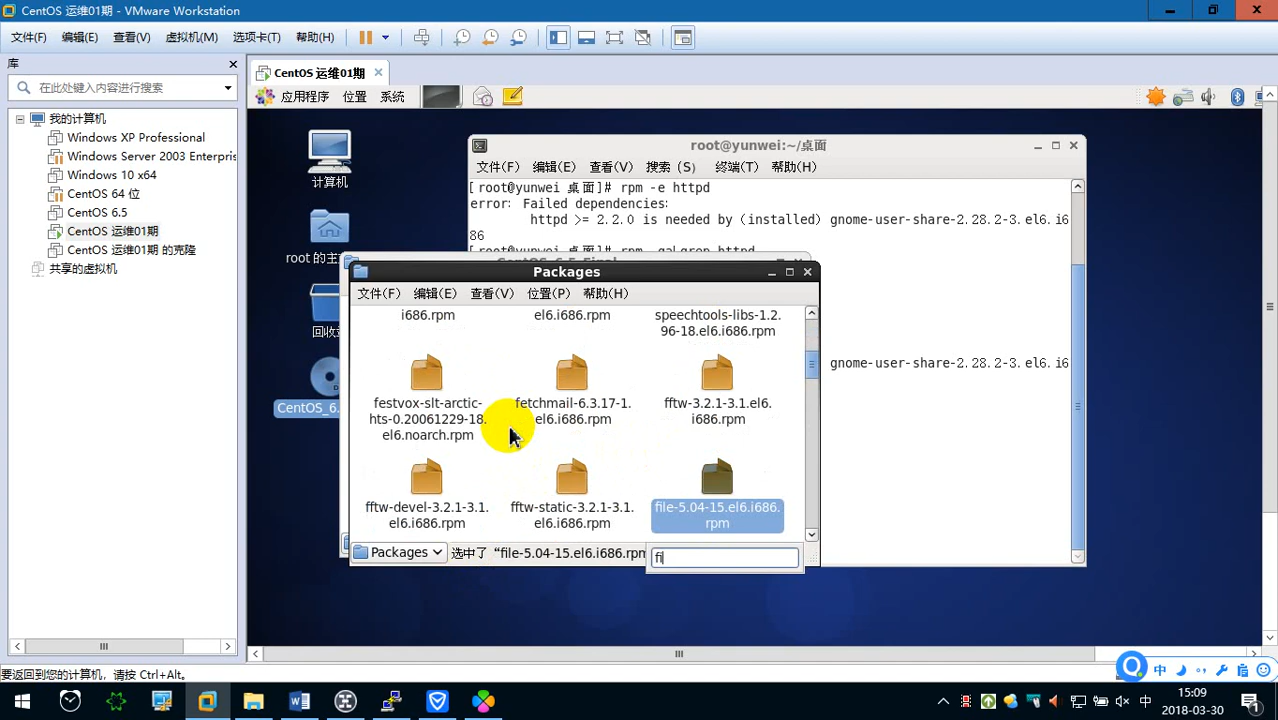 CentOS 运维01期 - VMware Workstation
文件(F) 编辑(E) 查看(V) 虚拟机(M) 选项卡(T) 帮助(H)
库
在此处键入内容进行搜索
我的计算机
Windows XP Professional
Windows Server 2003 Enterpris
Windows 10 x64
CentOS 64 位
CentOS 6.5
CentOS 运维01期
CentOS 运维01期 的克隆
共享的虚拟机
CentOS 运维01期
应用程序 位置 系统
计算机
root 的主
回收
CentOS_6.
root@yunwei:~/桌面
文件(F) 编辑(E) 查看(V) 搜索 (S) 终端(T) 帮助(H)
[root@yunwei 桌面]# rpm -e httpd
error: Failed dependencies:
httpd >= 2.2.0 is needed by (installed) gnome-user-share-2.28.2-3.el6.i6
86
[root@yunwei 桌面]# rpm -qa|grep httpd
gnome-user-share-2.28.2-3.el6.i6
Packages
文件(F) 编辑(E) 查看(V) 位置(P) 帮助(H)
i686.rpm
el6.i686.rpm
speechtools-libs-1.2.
96-18.el6.i686.rpm
festvox-slt-arctic-
hts-0.20061229-18.
el6.noarch.rpm
fetchmail-6.3.17-1.
el6.i686.rpm
fftw-3.2.1-3.1.el6.
i686.rpm
fftw-devel-3.2.1-3.1.
el6.i686.rpm
fftw-static-3.2.1-3.1.
el6.i686.rpm
file-5.04-15.el6.i686.
rpm
Packages 选中了 “file-5.04-15.el6.i686.rpm
fi
要返回到您的计算机，请按 Ctrl+Alt。
中
中
15:09
2018-03-30
1